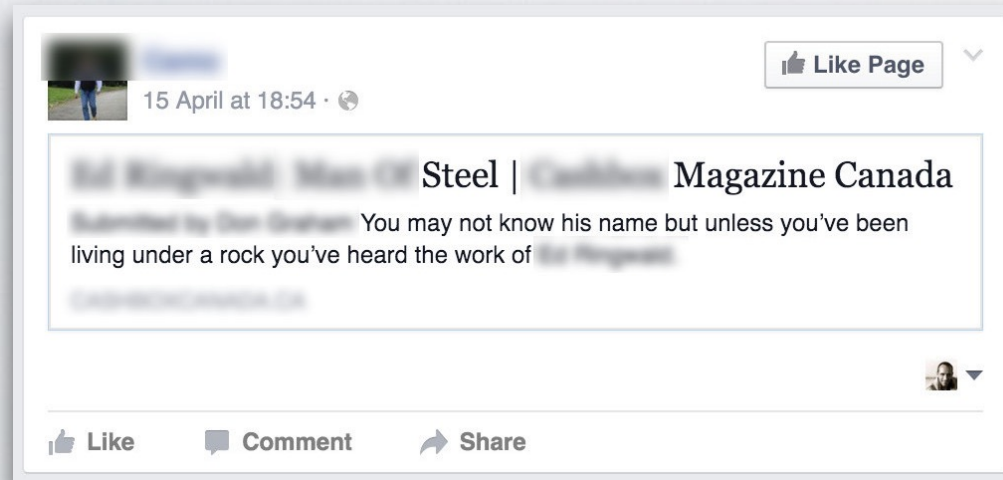 Like Page
15 April at 18:54 ·
Steel | Magazine Canada
You may not know his name but unless you’ve been
living under a rock you’ve heard the work of
Like Comment Share